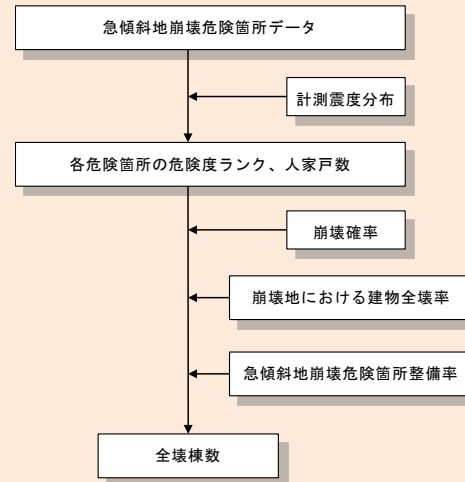 急傾斜地崩壊危険箇所データ
計測震度分布
各危険箇所の危険度ランク、人家戸数
崩壊確率
崩壊地における建物全壊率
急傾斜地崩壊危険箇所整備率
全壊棟数